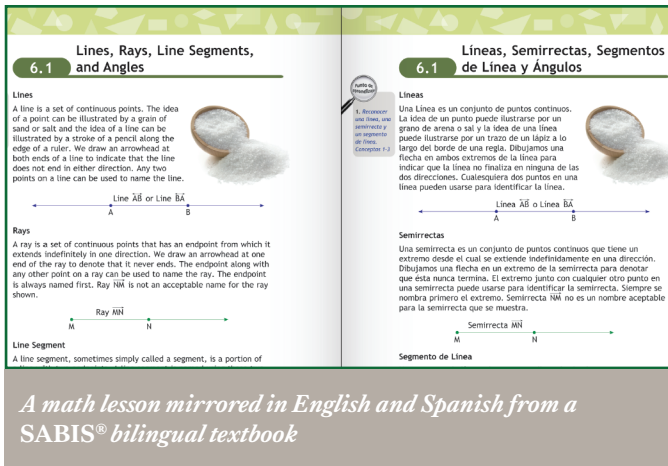 Lines, Rays, Line Segments,
6.1 and Angles
Lines
A line is a set of continuous points. The idea
of a point can be illustrated by a grain of
sand or salt and the idea of a line can be
illustrated by a stroke of a pencil along the
edge of a ruler. We draw an arrowhead at
both ends of a line to indicate that the line
does not end in either direction. Any two
points on a line can be used to name the line.
Line AB or Line BA
A B
Rays
A ray is a set of continuous points that has an endpoint from which it
extends indefinitely in one direction. We draw an arrowhead at one
end of the ray to denote that it never ends. The endpoint along with
any other point on a ray can be used to name the ray. The endpoint
is always named first. Ray NM is not an acceptable name for the ray
shown.
Ray MN
M N
Line Segment
A line segment, sometimes simply called a segment, is a portion of
Líneas, Semirrectas, Segmentos
6.1 de Línea y Ángulos
Punto de
1. Reconocer
una línea, una
semirrecta y
un segmento
de línea.
Conceptos 1-3
Líneas
Una Línea es un conjunto de puntos continuos.
La idea de un punto puede ilustrarse por un
grano de arena o sal y la idea de una línea
puede ilustrarse por un trazo de un lápiz a lo
largo del borde de una regla. Dibujamos una
flecha en ambos extremos de la línea para
indicar que la línea no finaliza en ninguna de las
dos direcciones. Cualesquiera dos puntos en una
línea pueden usarse para identificar la línea.
Línea AB o Línea BA
A B
Semirrectas
Una semirrecta es un conjunto de puntos continuos que tiene un
extremo desde el cual se extiende indefinidamente en una dirección.
Dibujamos una flecha en un extremo de la semirrecta para denotar
que ésta nunca termina. El extremo junto con cualquier otro punto en
una semirrecta puede usarse para identificar la semirrecta. Siempre se
nombra primero el extremo. Semirrecta NM no es un nombre aceptable
para la semirrecta que se muestra.
Semirrecta MN
M N
Segmento de Línea
A math lesson mirrored in English and Spanish from a
SABIS® bilingual textbook